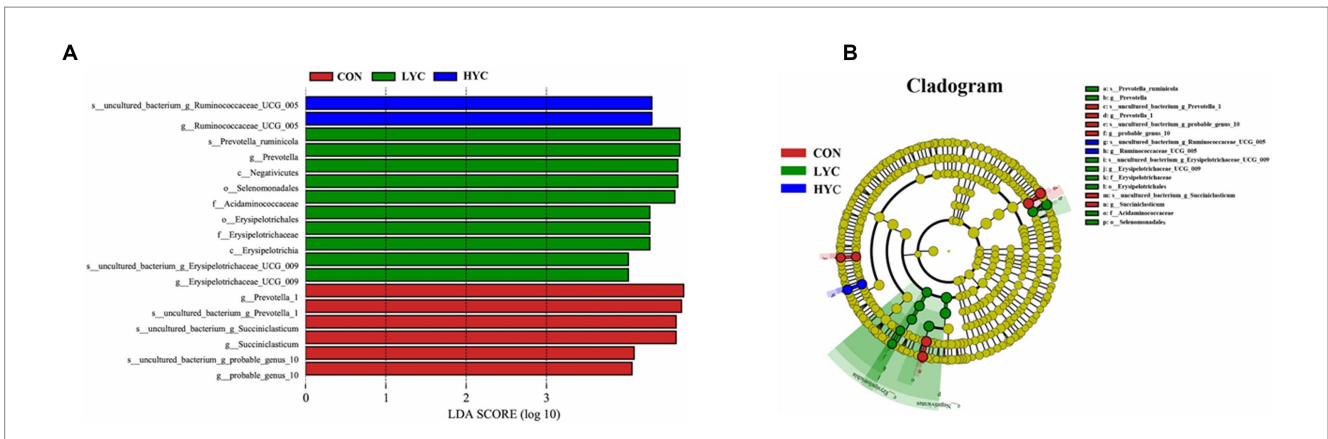 A
CON LYC HYC
s__uncultured_bacterium_g_Ruminococcaceae_UCG_005
g__Ruminococcaceae_UCG_005
s__Prevotella_ruminicola
g__Prevotella
c__Negativicutes
o__Selenomonadales
f__Acidaminococcaceae
o__Erysipelotrichales
f__Erysipelotrichaceae
c__Erysipelotrichia
s__uncultured_bacterium_g_Erysipelotrichaceae_UCG_009
g__Erysipelotrichaceae_UCG_009
g__Prevotella_1
s__uncultured_bacterium_g_Prevotella_1
s__uncultured_bacterium_g_Succiniclasticum
g__Succiniclasticum
s__uncultured_bacterium_g_probable_genus_10
g__probable_genus_10
0 1 2 3
LDA SCORE (log 10)
B
Cladogram
CON
LYC
HYC
a: s__Prevotella_ruminicola
b: g__Prevotella
c: s__uncultured_bacterium_g_Prevotella_1
d: g__Prevotella_1
e: s__uncultured_bacterium_g_probable_genus_10
f: g__probable_genus_10
g: s__uncultured_bacterium_g_Ruminococcaceae_UCG_005
h: g__Ruminococcaceae_UCG_005
i: s__uncultured_bacterium_g_Erysipelotrichaceae_UCG_009
j: g__Erysipelotrichaceae_UCG_009
k: f__Erysipelotrichaceae
l: o__Erysipelotrichales
m: s__uncultured_bacterium_g_Succiniclasticum
n: g__Succiniclasticum
o: f__Acidaminococcaceae
p: o__Selenomonadales
c__Erysipelotrichia
c__Negativicutes